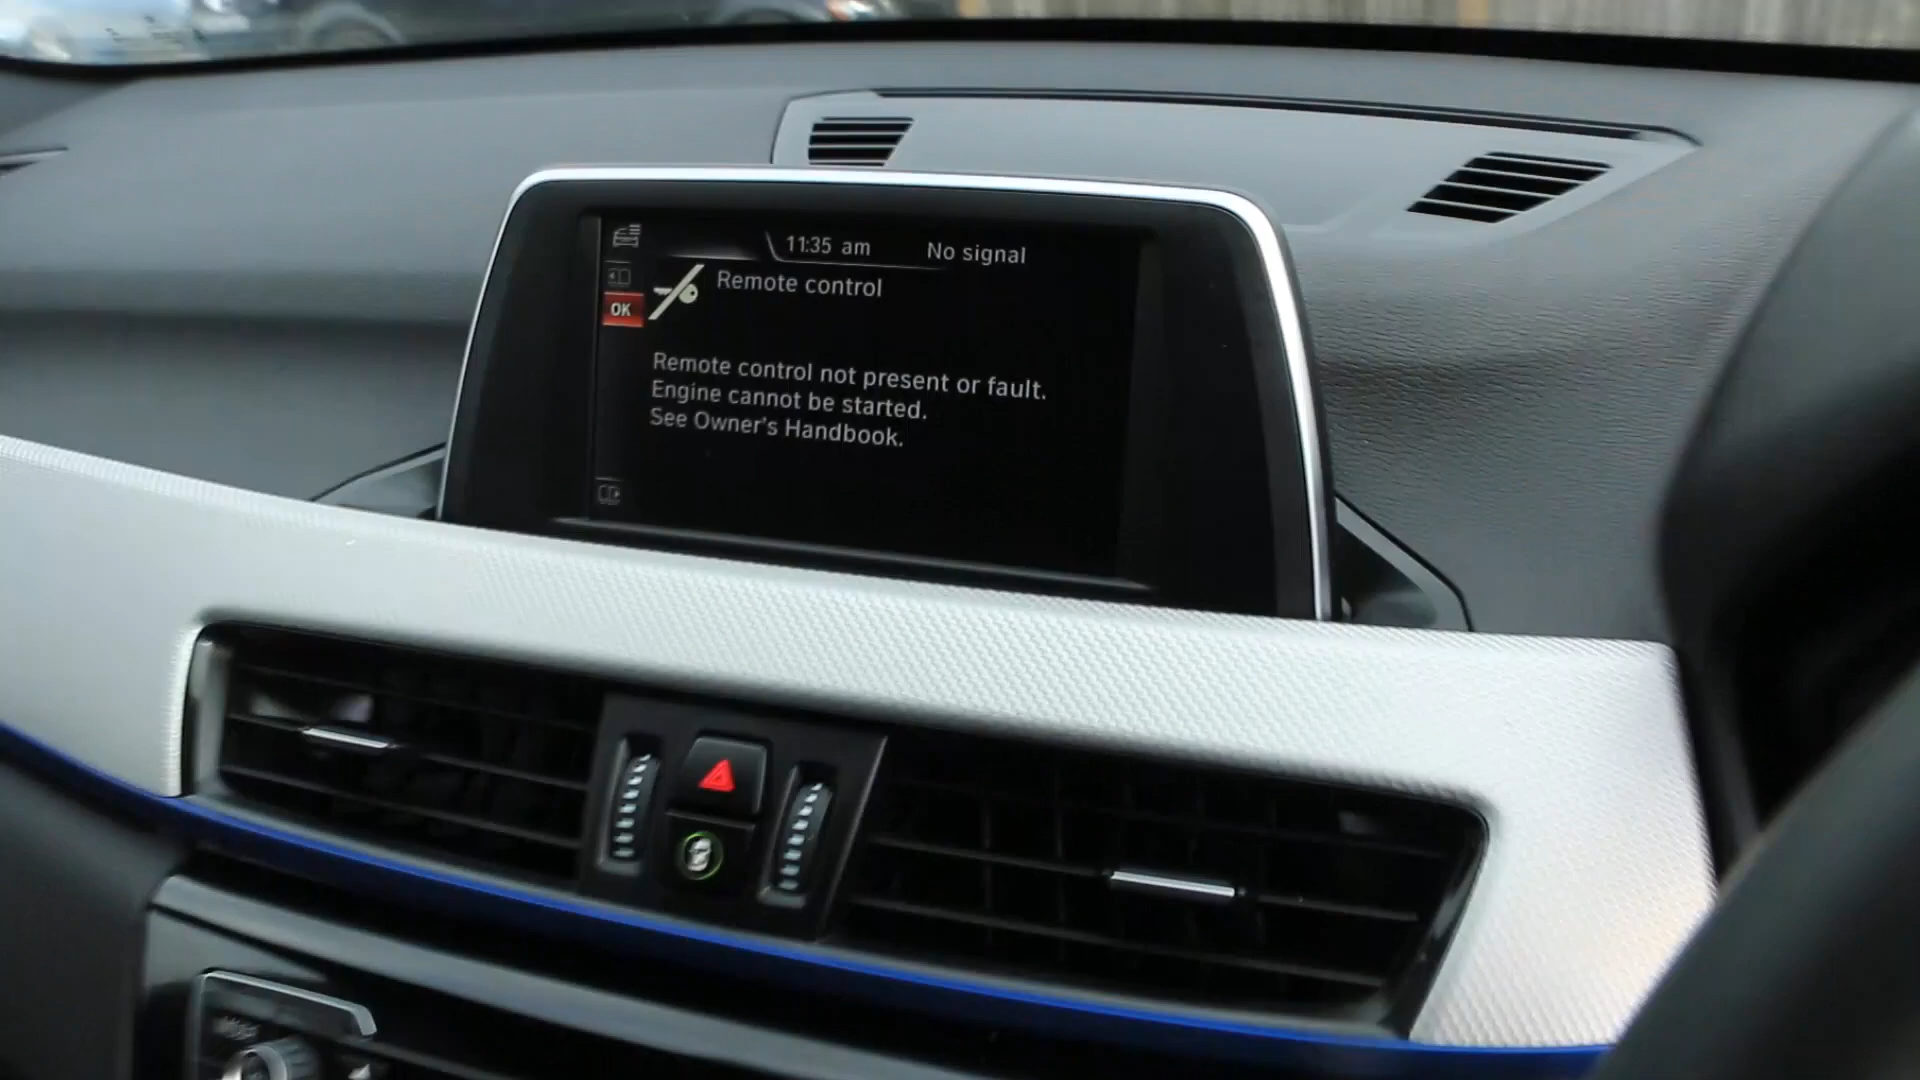 11:35 am No signal
Remote control
OK
Remote control not present or fault.
Engine cannot be started.
See Owner's Handbook.